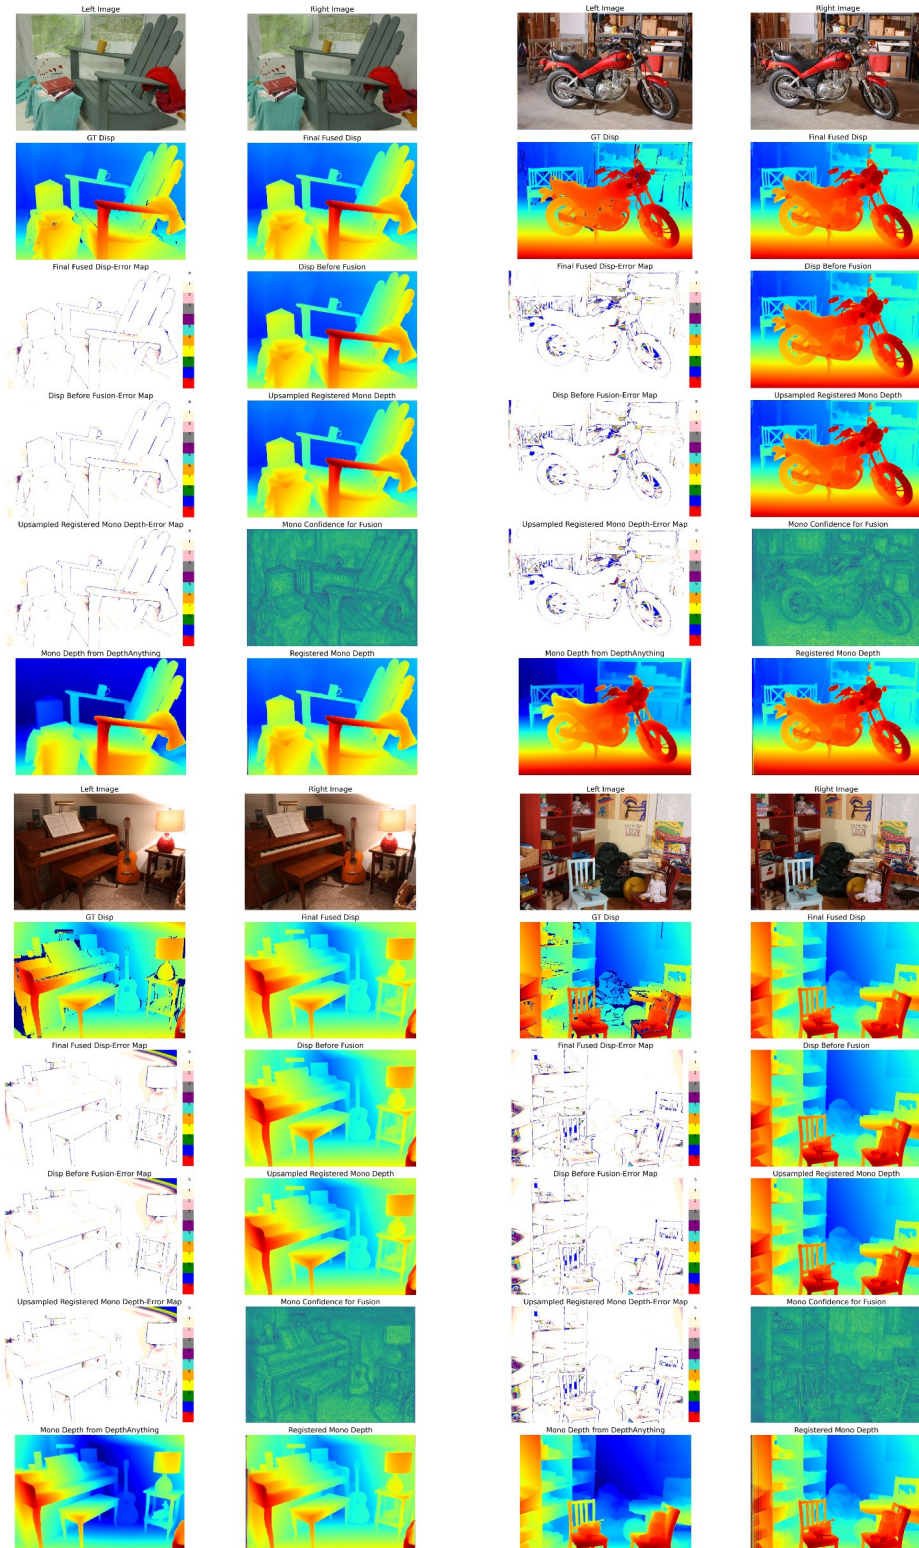 Left Image
Right Image
GT Disp
Final Fused Disp
Final Fused Disp-Error Map
Disp Before Fusion
Disp Before Fusion-Error Map
Upsampled Registered Mono Depth
Upsampled Registered Mono Depth-Error Map
Mono Confidence for Fusion
Mono Depth from DepthAnything
Registered Mono Depth
Left Image
Right Image
GT Disp
Final Fused Disp
Final Fused Disp-Error Map
Disp Before Fusion
Disp Before Fusion-Error Map
Upsampled Registered Mono Depth
Upsampled Registered Mono Depth-Error Map
Mono Confidence for Fusion
Mono Depth from DepthAnything
Registered Mono Depth
Left Image
Right Image
GT Disp
Final Fused Disp
Final Fused Disp-Error Map
Disp Before Fusion
Disp Before Fusion-Error Map
Upsampled Registered Mono Depth
Upsampled Registered Mono Depth-Error Map
Mono Confidence for Fusion
Mono Depth from DepthAnything
Registered Mono Depth
Left Image
Right Image
GT Disp
Final Fused Disp
Final Fused Disp-Error Map
Disp Before Fusion
Disp Before Fusion-Error Map
Upsampled Registered Mono Depth
Upsampled Registered Mono Depth-Error Map
Mono Confidence for Fusion
Mono Depth from DepthAnything
Registered Mono Depth